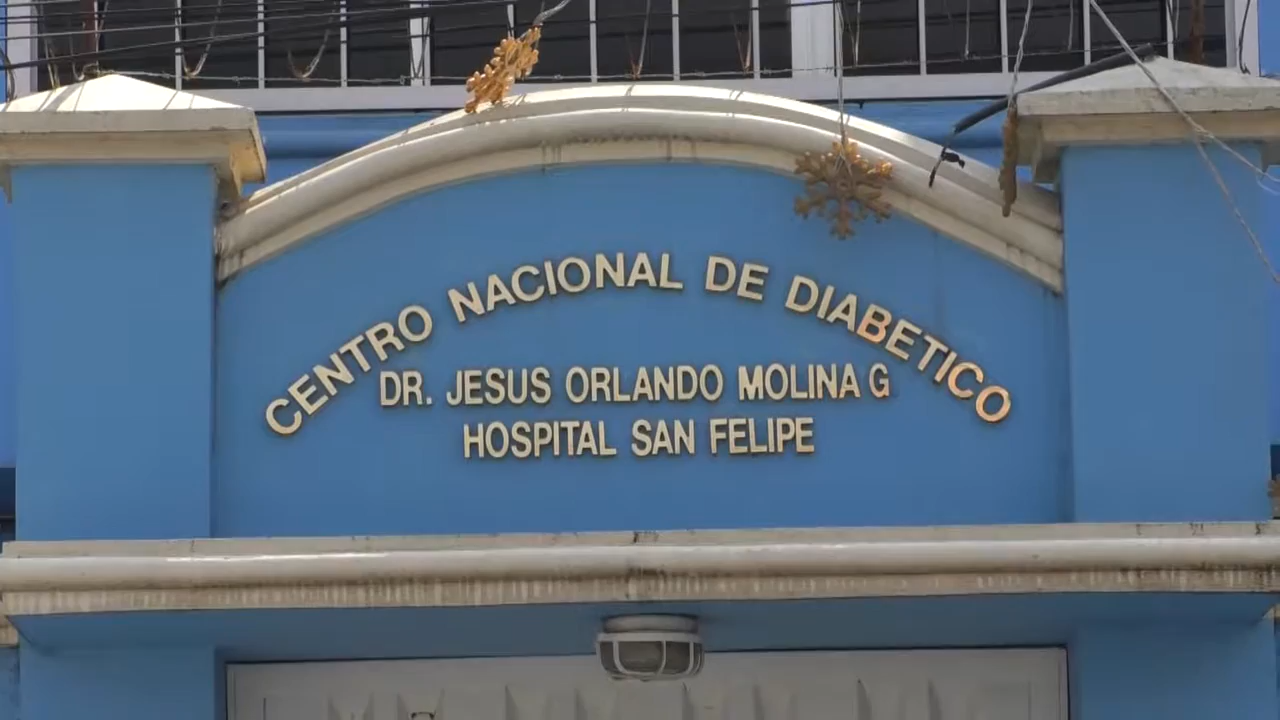 CENTRO NACIONAL DE DIABETICO
DR. JESUS ORLANDO MOLINA G
HOSPITAL SAN FELIPE